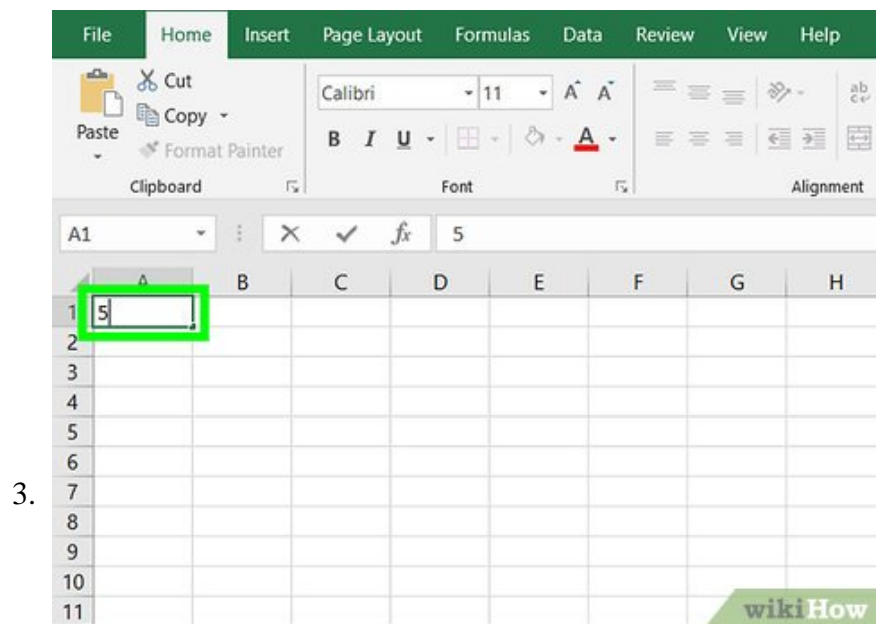 File Home Insert Page Layout Formulas Data Review View Help
Cut
Copy
Paste
Format Painter
Calibri 11 A A
B I U A
ab
Clipboard Font Alignment
A1 fx 5
A B C D E F G H
1 5
2
3
4
5
6
3.
7
8
9
10
11
wikiHow